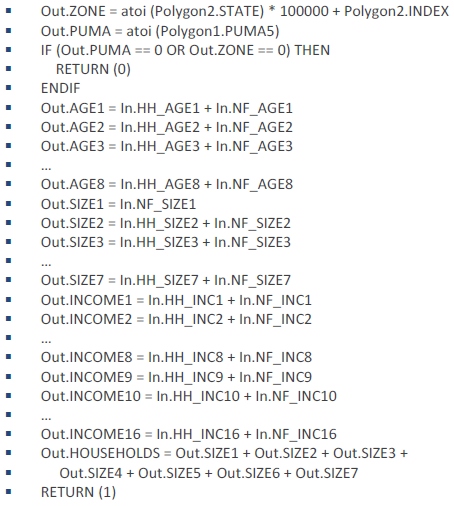 ▪ Out.ZONE = atoi (Polygon2.STATE) * 100000 + Polygon2.INDEX
▪ Out.PUMA = atoi (Polygon1.PUMA5)
▪ IF (Out.PUMA == 0 OR Out.ZONE == 0) THEN
▪ RETURN (0)
▪ ENDIF
▪ Out.AGE1 = In.HH_AGE1 + In.NF_AGE1
▪ Out.AGE2 = In.HH_AGE2 + In.NF_AGE2
▪ Out.AGE3 = In.HH_AGE3 + In.NF_AGE3
▪ ...
▪ Out.AGE8 = In.HH_AGE8 + In.NF_AGE8
▪ Out.SIZE1 = In.NF_SIZE1
▪ Out.SIZE2 = In.HH_SIZE2 + In.NF_SIZE2
▪ Out.SIZE3 = In.HH_SIZE3 + In.NF_SIZE3
▪ ...
▪ Out.SIZE7 = In.HH_SIZE7 + In.NF_SIZE7
▪ Out.INCOME1 = In.HH_INC1 + In.NF_INC1
▪ Out.INCOME2 = In.HH_INC2 + In.NF_INC2
▪ ...
▪ Out.INCOME8 = In.HH_INC8 + In.NF_INC8
▪ Out.INCOME9 = In.HH_INC9 + In.NF_INC9
▪ Out.INCOME10 = In.HH_INC10 + In.NF_INC10
▪ ...
▪ Out.INCOME16 = In.HH_INC16 + In.NF_INC16
▪ Out.HOUSEHOLDS = Out.SIZE1 + Out.SIZE2 + Out.SIZE3 +
▪ Out.SIZE4 + Out.SIZE5 + Out.SIZE6 + Out.SIZE7
▪ RETURN (1)